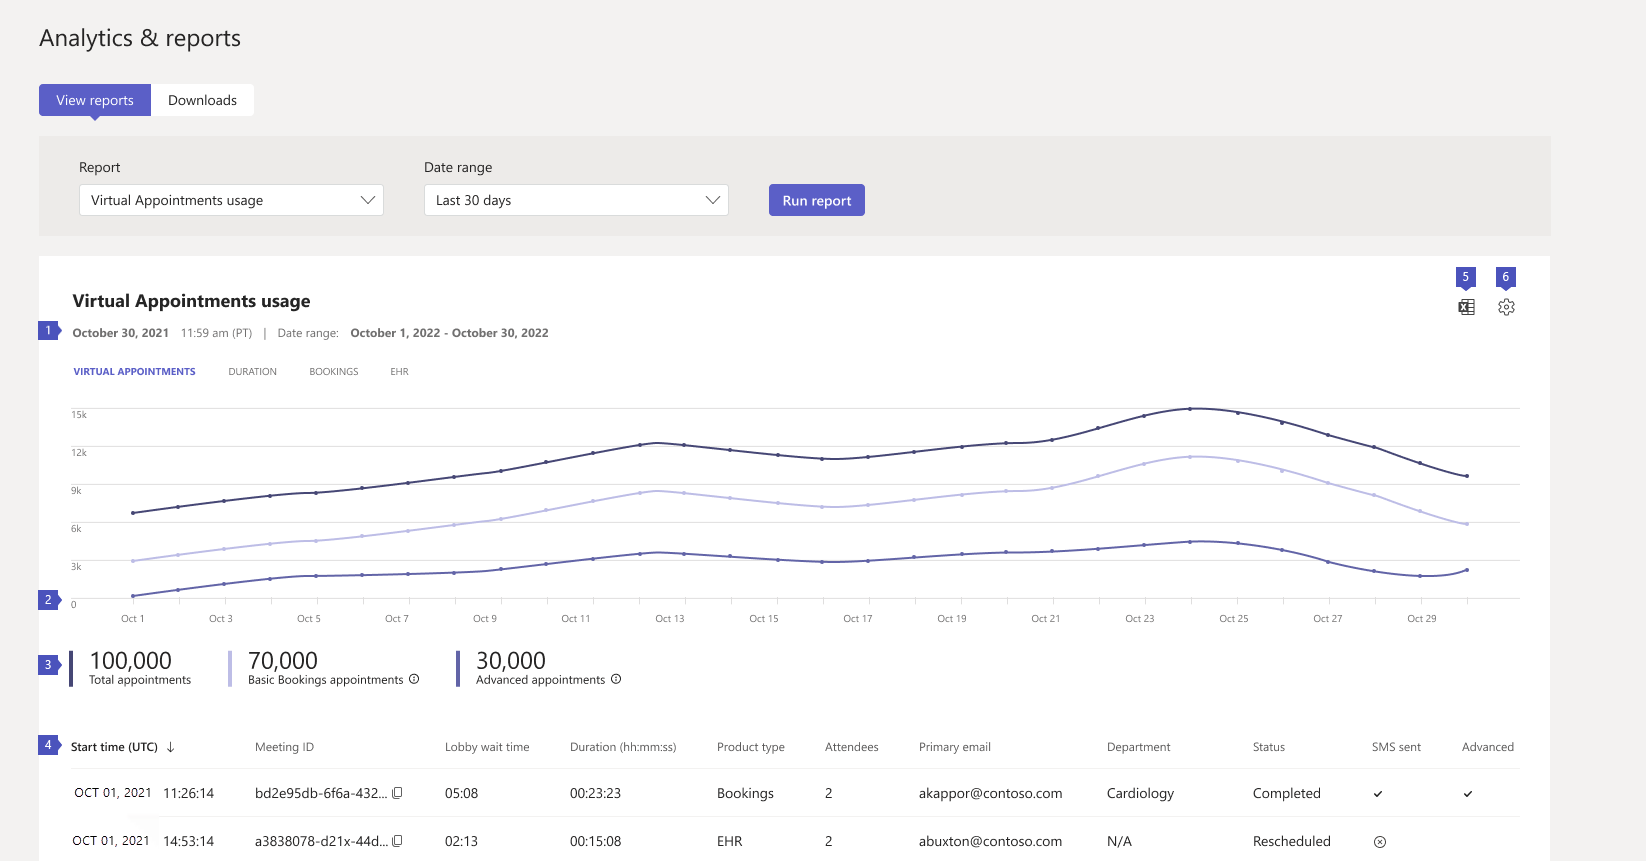 Analytics & reports
View reports Downloads
Report Date range
Virtual Appointments usage Last 30 days Run report
5 6
Virtual Appointments usage
1 October 30, 2021 11:59 am (PT) | Date range: October 1, 2022 - October 30, 2022
VIRTUAL APPOINTMENTS DURATION BOOKINGS EHR
15k
12k
9k
6k
3k
2 0
Oct 1 Oct 3 Oct 5 Oct 7 Oct 9 Oct 11 Oct 13 Oct 15 Oct 17 Oct 19 Oct 21 Oct 23 Oct 25 Oct 27 Oct 29
3 100,000 70,000 30,000
Total appointments Basic Bookings appointments Advanced appointments
4 Start time (UTC) ↓ Meeting ID Lobby wait time Duration (hh:mm:ss) Product type Attendees Primary email Department Status SMS sent Advanced
OCT 01, 2021 11:26:14 bd2e95db-6f6a-432... 05:08 00:23:23 Bookings 2 akappor@contoso.com Cardiology Completed
OCT 01, 2021 14:53:14 a3838078-d21x-44d... 02:13 00:15:08 EHR 2 abuxton@contoso.com N/A Rescheduled